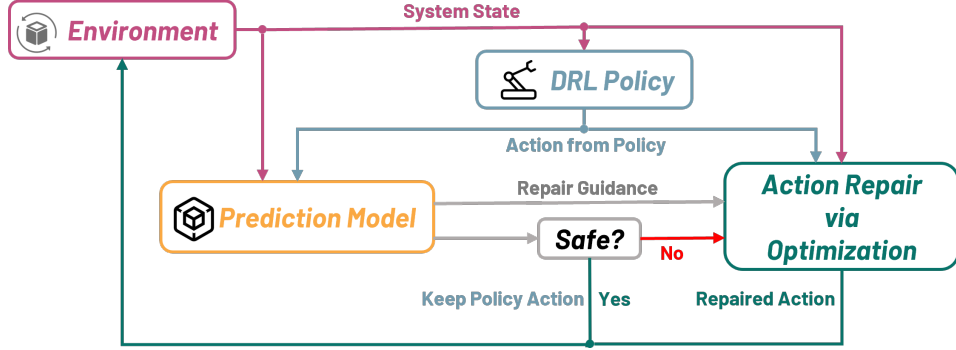 System State
Environment
DRL Policy
Action from Policy
Repair Guidance
Action Repair
via
Optimization
Prediction Model
Safe?
No
Keep Policy Action
Yes
Repaired Action